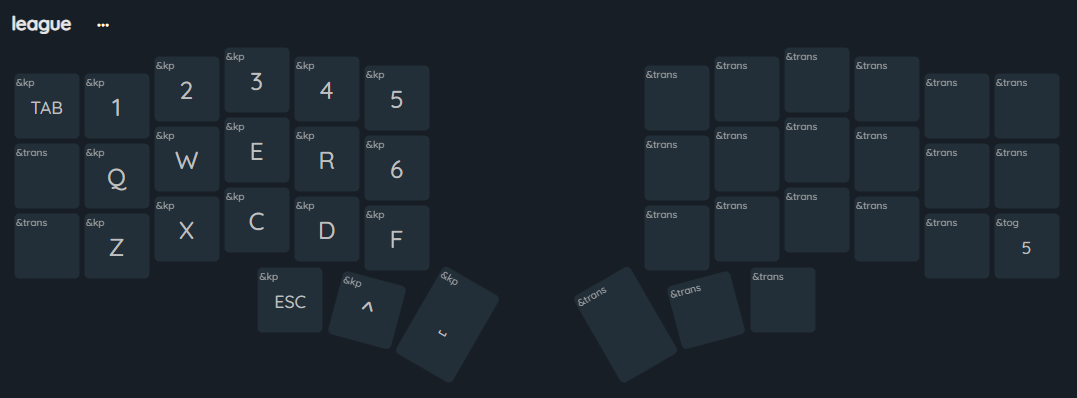 league •••
&kp &kp &kp &kp &kp &kp &trans &trans &trans &trans &trans &trans
TAB 1 2 3 4 5
&trans &kp &kp &kp &kp &kp &trans &trans &trans &trans &trans &trans
Q W E R 6
&trans &kp &kp &kp &kp &kp &trans &trans &trans &trans &trans &tog
Z X C D F 5
&kp &kp &kp &trans &trans &trans
ESC ^ ⎵